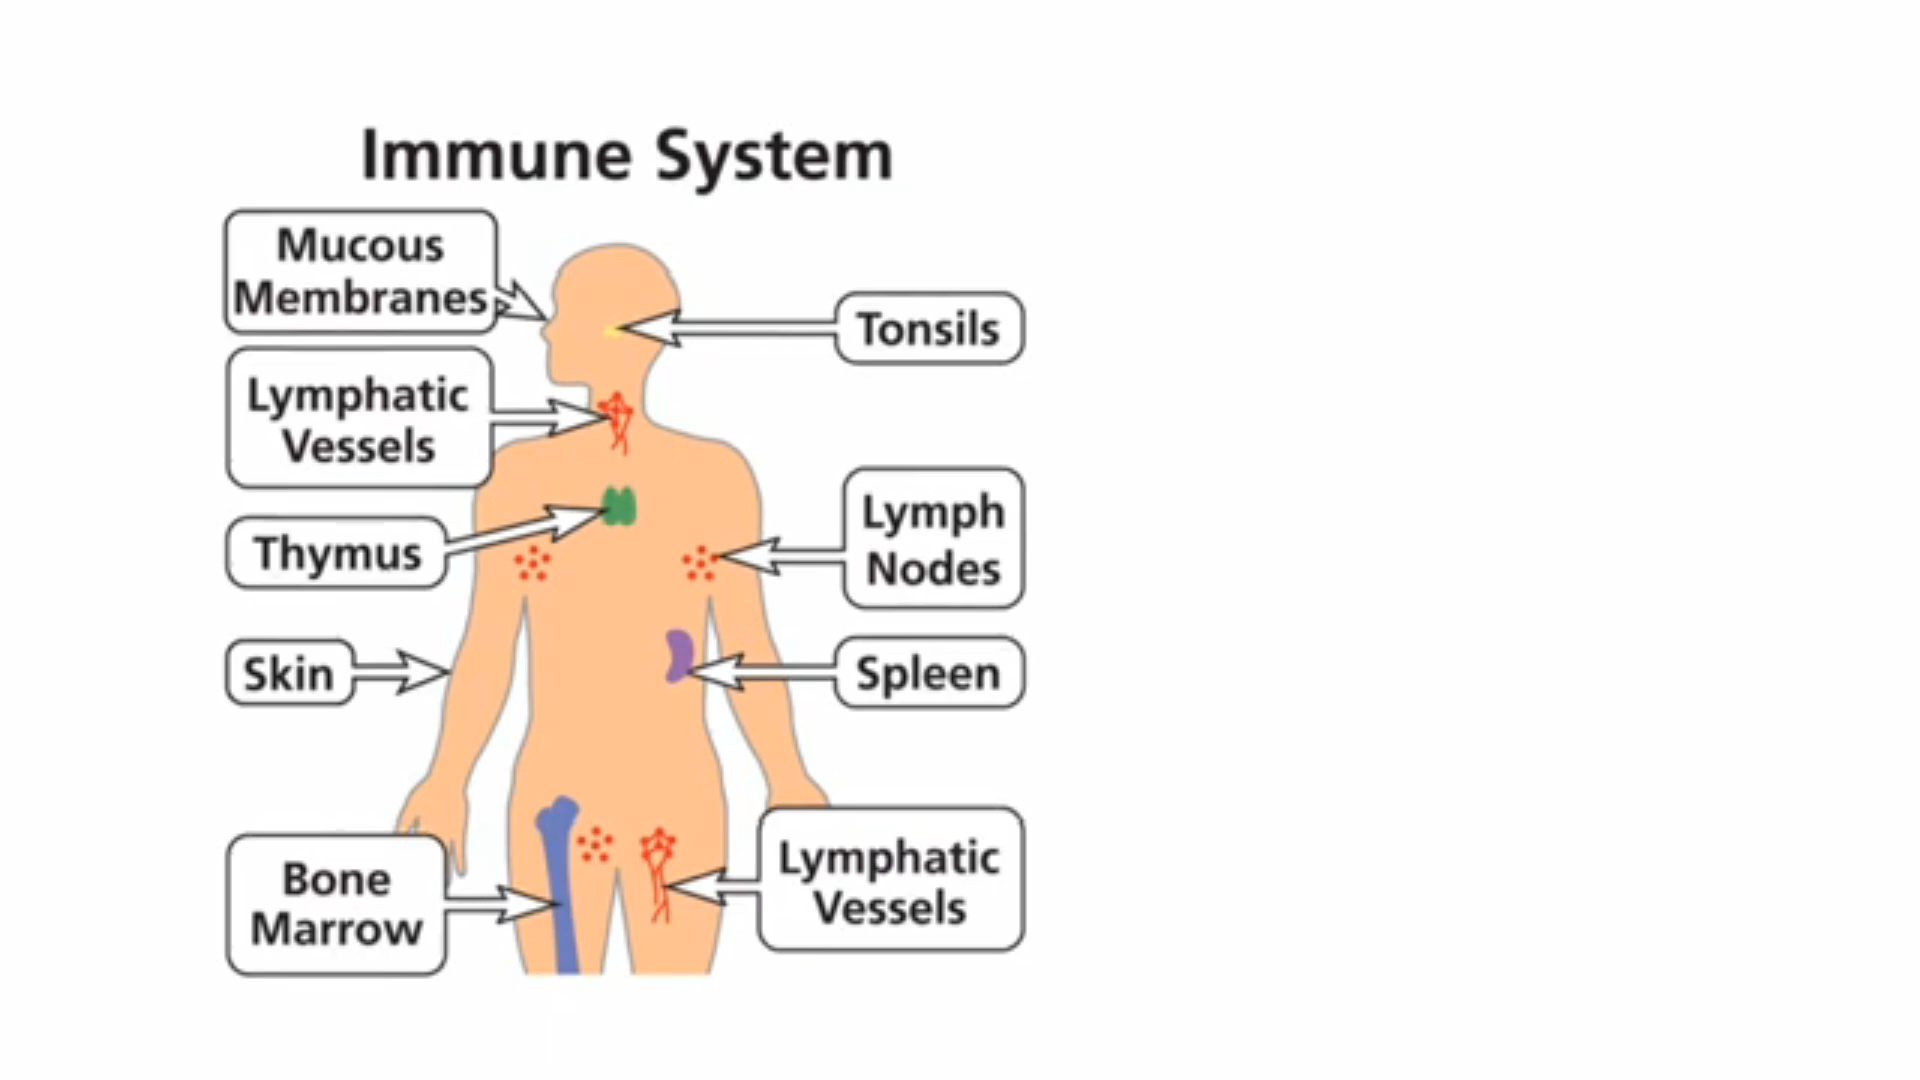 Immune System
Mucous
Membranes
Tonsils
Lymphatic
Vessels
Lymph
Nodes
Thymus
Skin
Spleen
Bone
Marrow
Lymphatic
Vessels